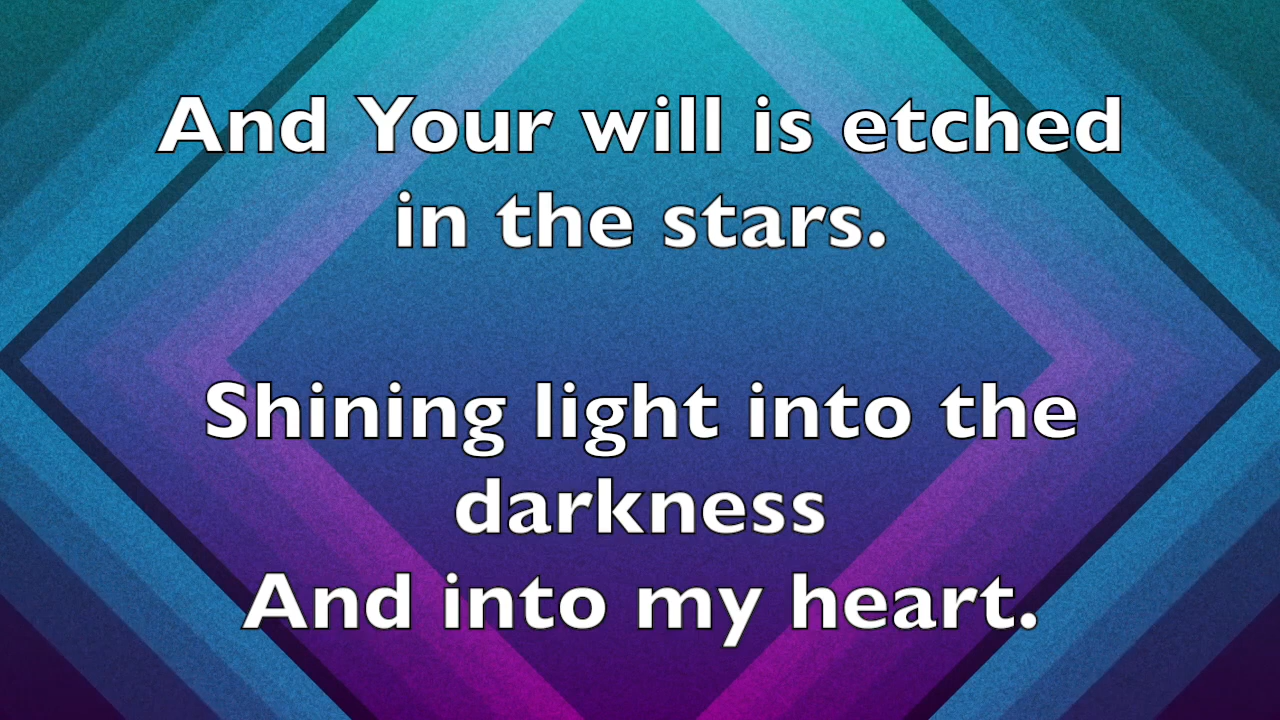 And Your will is etched
in the stars.
Shining light into the
darkness
And into my heart.